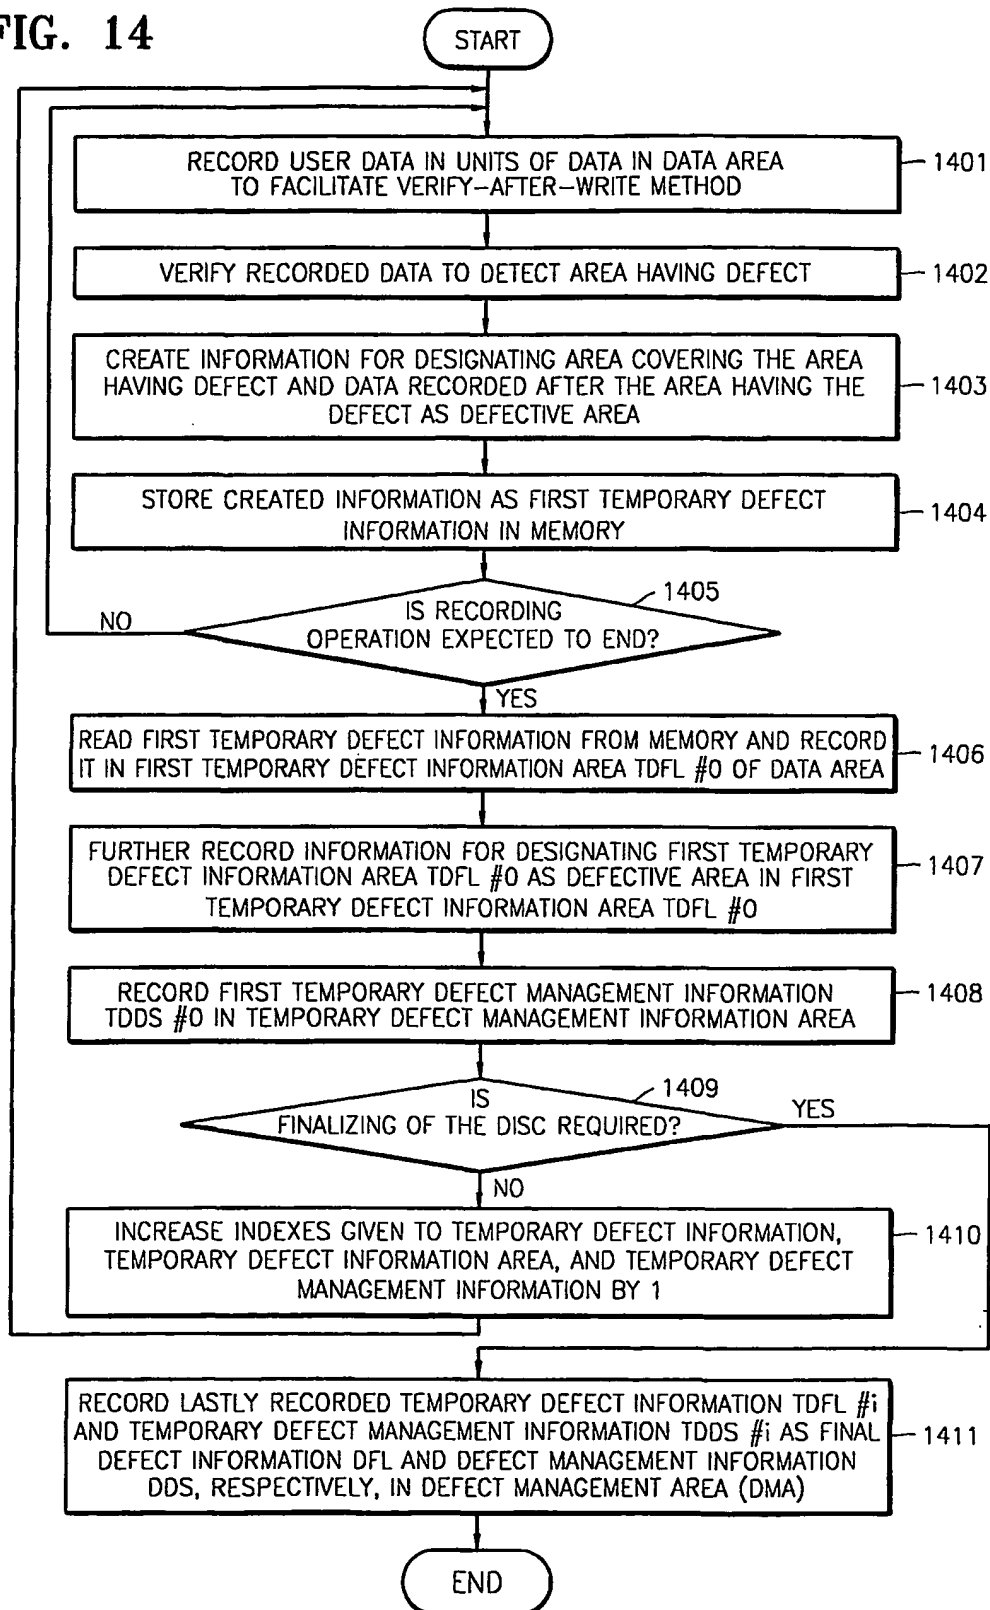 FIG. 14
START
RECORD USER DATA IN UNITS OF DATA IN DATA AREA
TO FACILITATE VERIFY-AFTER-WRITE METHOD
1401
VERIFY RECORDED DATA TO DETECT AREA HAVING DEFECT
1402
CREATE INFORMATION FOR DESIGNATING AREA COVERING THE AREA
HAVING DEFECT AND DATA RECORDED AFTER THE AREA HAVING THE
DEFECT AS DEFECTIVE AREA
1403
STORE CREATED INFORMATION AS FIRST TEMPORARY DEFECT
INFORMATION IN MEMORY
1404
1405
IS RECORDING
OPERATION EXPECTED TO END?
NO
YES
READ FIRST TEMPORARY DEFECT INFORMATION FROM MEMORY AND RECORD
IT IN FIRST TEMPORARY DEFECT INFORMATION AREA TDFL #0 OF DATA AREA
1406
FURTHER RECORD INFORMATION FOR DESIGNATING FIRST TEMPORARY
DEFECT INFORMATION AREA TDFL #0 AS DEFECTIVE AREA IN FIRST
TEMPORARY DEFECT INFORMATION AREA TDFL #0
1407
RECORD FIRST TEMPORARY DEFECT MANAGEMENT INFORMATION
TDDS #0 IN TEMPORARY DEFECT MANAGEMENT INFORMATION AREA
1408
1409
IS
FINALIZING OF THE DISC REQUIRED?
YES
NO
INCREASE INDEXES GIVEN TO TEMPORARY DEFECT INFORMATION,
TEMPORARY DEFECT INFORMATION AREA, AND TEMPORARY DEFECT
MANAGEMENT INFORMATION BY 1
1410
RECORD LASTLY RECORDED TEMPORARY DEFECT INFORMATION TDFL #i
AND TEMPORARY DEFECT MANAGEMENT INFORMATION TDDS #i AS FINAL
DEFECT INFORMATION DFL AND DEFECT MANAGEMENT INFORMATION
DDS, RESPECTIVELY, IN DEFECT MANAGEMENT AREA (DMA)
1411
END